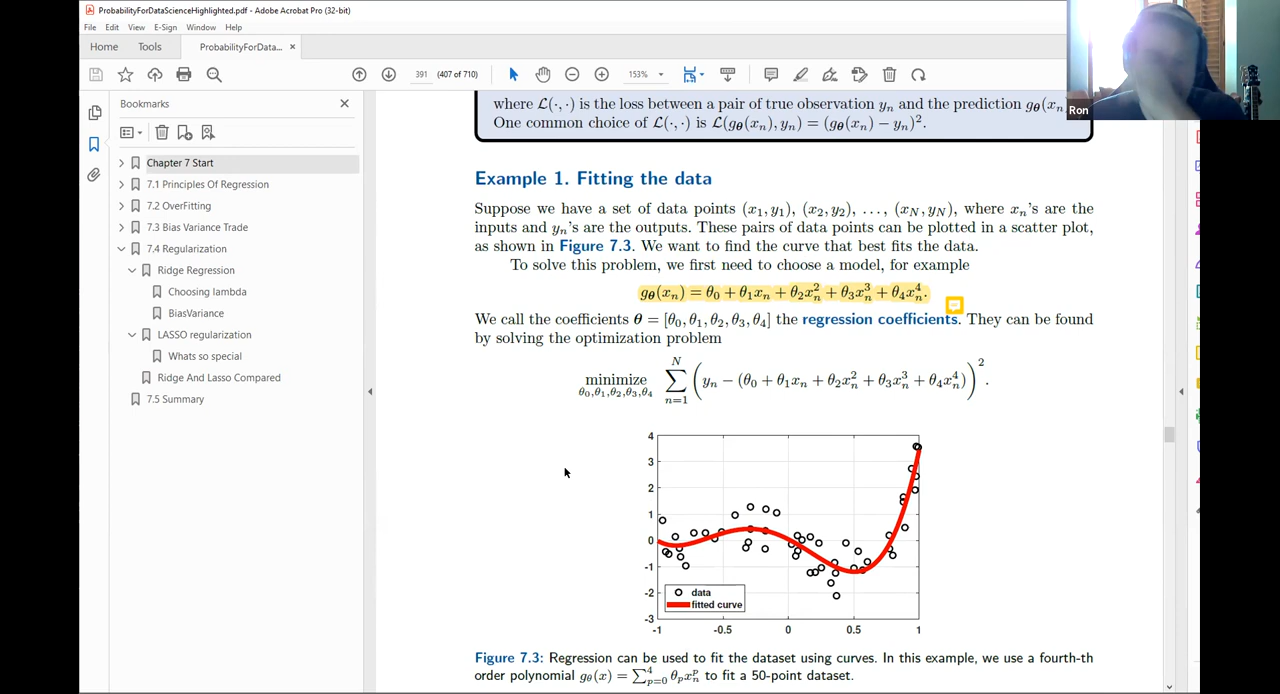 ProbabilityForDataScienceHighlighted.pdf - Adobe Acrobat Pro (32-bit)
File Edit View E-Sign Window Help
Home Tools ProbabilityForData... ×
391 (407 of 710) 153%
Ron
Bookmarks
Chapter 7 Start
7.1 Principles Of Regression
7.2 OverFitting
7.3 Bias Variance Trade
7.4 Regularization
Ridge Regression
Choosing lambda
BiasVariance
LASSO regularization
Whats so special
Ridge And Lasso Compared
7.5 Summary
where ℒ(·,·) is the loss between a pair of true observation yₙ and the prediction g_θ(xₙ
One common choice of ℒ(·,·) is ℒ(g_θ(xₙ), yₙ) = (g_θ(xₙ) − yₙ)².
Example 1. Fitting the data
Suppose we have a set of data points (x₁, y₁), (x₂, y₂), …, (x_N, y_N), where xₙ's are the
inputs and yₙ's are the outputs. These pairs of data points can be plotted in a scatter plot,
as shown in Figure 7.3. We want to find the curve that best fits the data.
To solve this problem, we first need to choose a model, for example
g_θ(xₙ) = θ₀ + θ₁xₙ + θ₂xₙ² + θ₃xₙ³ + θ₄xₙ⁴.
We call the coefficients θ = [θ₀, θ₁, θ₂, θ₃, θ₄] the regression coefficients. They can be found
by solving the optimization problem
minimize_{θ₀,θ₁,θ₂,θ₃,θ₄} ∑_{n=1}^{N} (yₙ − (θ₀ + θ₁xₙ + θ₂xₙ² + θ₃xₙ³ + θ₄xₙ⁴))².
4
3
2
1
0
-1
-2
-3
data
fitted curve
-1 -0.5 0 0.5 1
Figure 7.3: Regression can be used to fit the dataset using curves. In this example, we use a fourth-th
order polynomial g_θ(x) = ∑_{p=0}^{4} θₚxₙᵖ to fit a 50-point dataset.